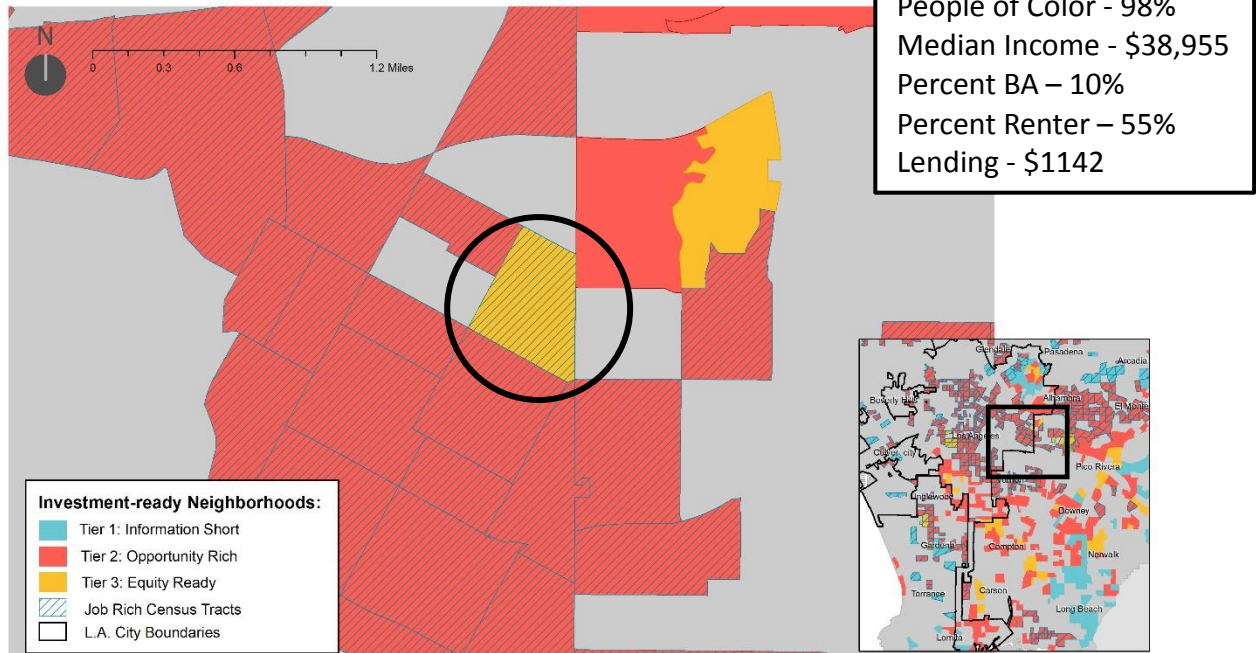 People of Color - 98%
Median Income - $38,955
Percent BA – 10%
Percent Renter – 55%
Lending - $1142
N
0 0.3 0.6 1.2 Miles
Investment-ready Neighborhoods:
Tier 1: Information Short
Tier 2: Opportunity Rich
Tier 3: Equity Ready
Job Rich Census Tracts
L.A. City Boundaries
Glendale
Pasadena
Arcadia
Beverly Hills
Alhambra
El Monte
Los Angeles
Culver city
Pico Rivera
Vernon
Inglewood
Downey
Gardena
Compton
Norwalk
Torrance
Carson
Long Beach
Lomita